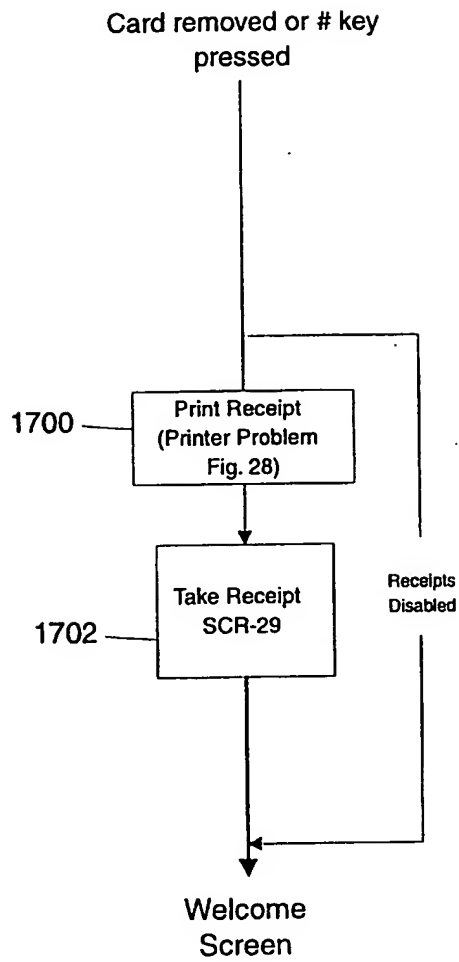 Card removed or # key
pressed
1700
Print Receipt
(Printer Problem
Fig. 28)
1702
Take Receipt
SCR-29
Receipts
Disabled
Welcome
Screen